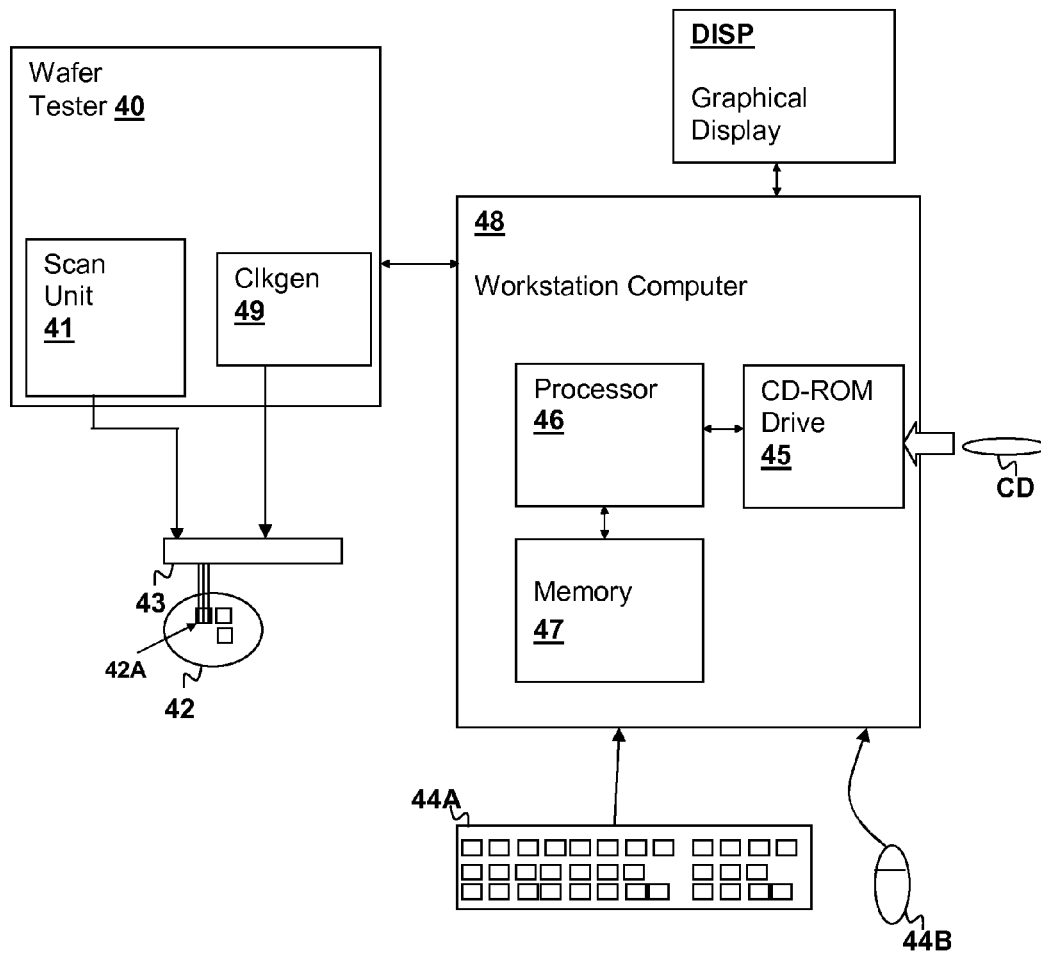 Wafer
Tester 40
Scan
Unit
41
Clkgen
49
43
42A
42
DISP
Graphical
Display
48
Workstation Computer
Processor
46
CD-ROM
Drive
45
CD
Memory
47
44A
44B